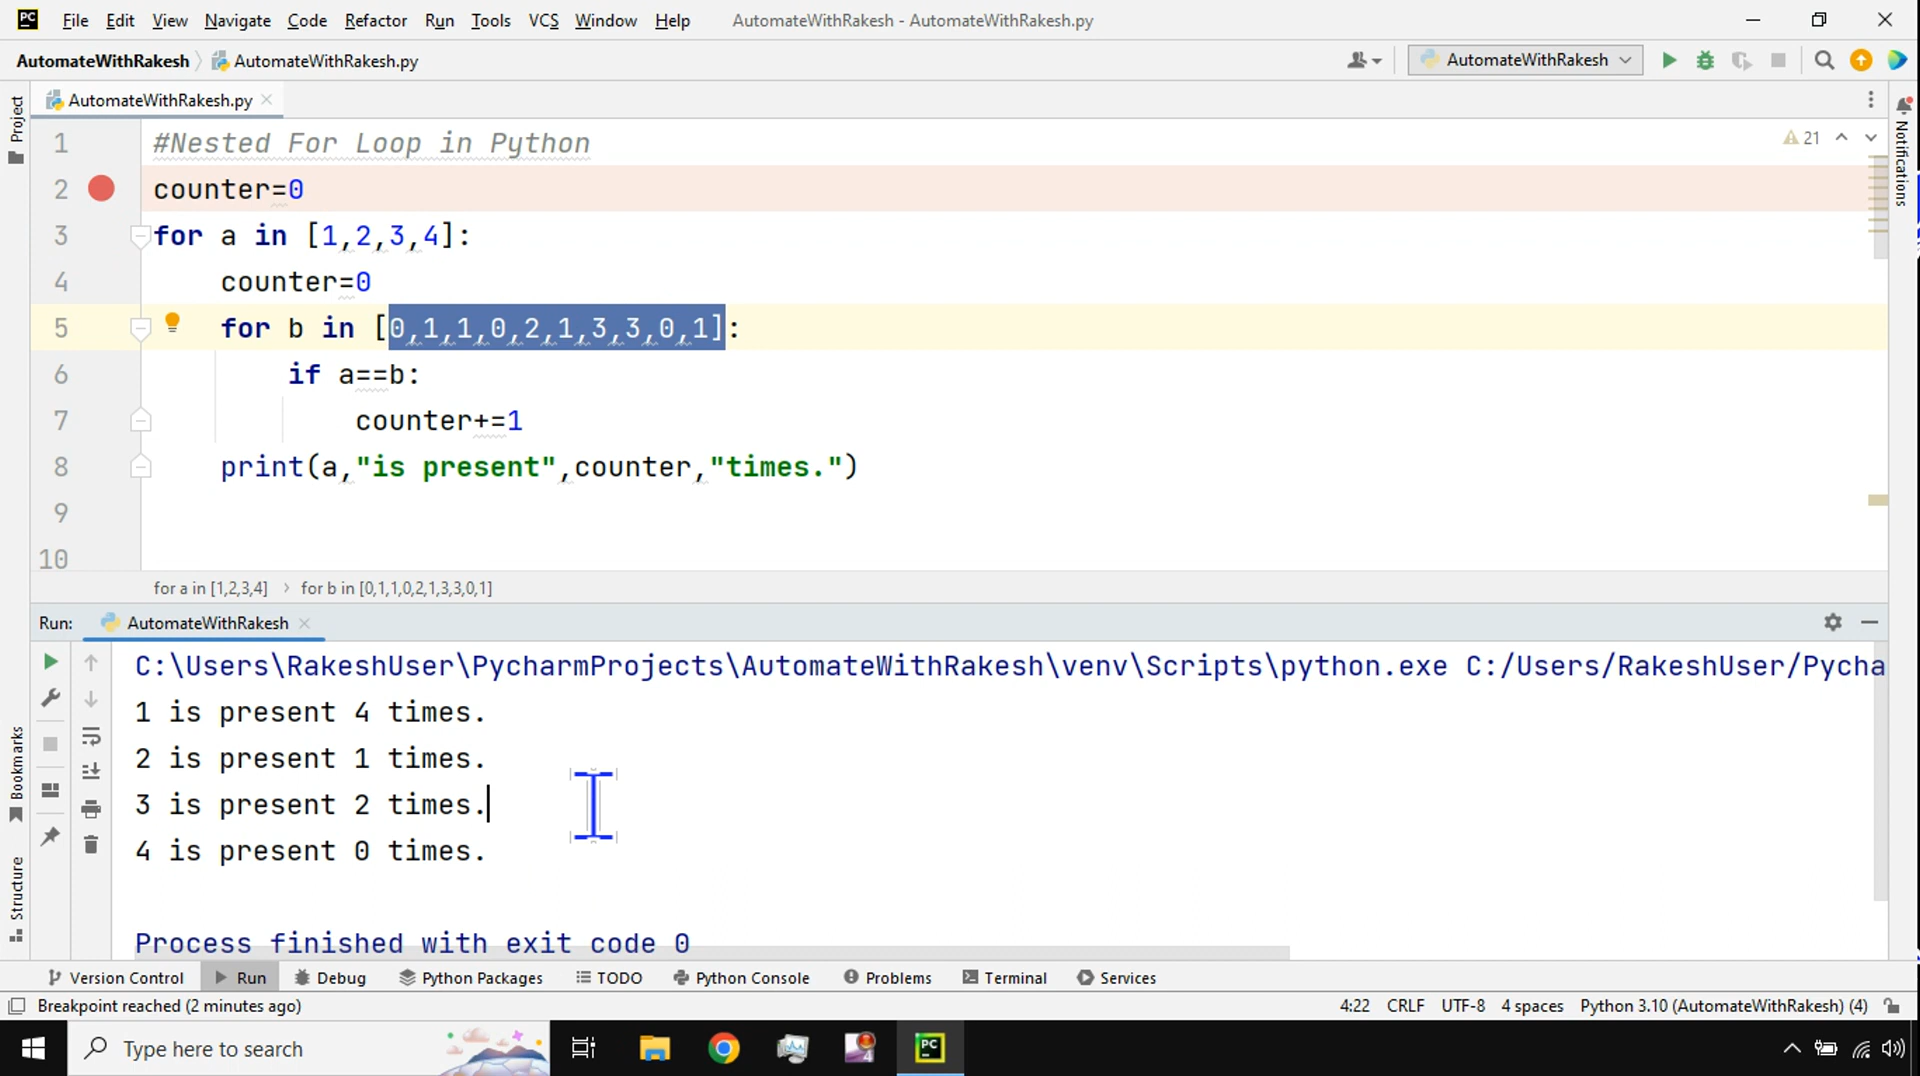 PC File Edit View Navigate Code Refactor Run Tools VCS Window Help AutomateWithRakesh - AutomateWithRakesh.py
AutomateWithRakesh AutomateWithRakesh.py AutomateWithRakesh
AutomateWithRakesh.py
Project
Notifications
21
1 #Nested For Loop in Python
2 counter=0
3 for a in [1,2,3,4]:
4 counter=0
5 for b in [0,1,1,0,2,1,3,3,0,1]:
6 if a==b:
7 counter+=1
8 print(a,"is present",counter,"times.")
9
10
for a in [1,2,3,4] › for b in [0,1,1,0,2,1,3,3,0,1]
Run: AutomateWithRakesh
C:\Users\RakeshUser\PycharmProjects\AutomateWithRakesh\venv\Scripts\python.exe C:/Users/RakeshUser/Pycha
1 is present 4 times.
2 is present 1 times.
3 is present 2 times.
4 is present 0 times.
Process finished with exit code 0
Bookmarks
Structure
Version Control Run Debug Python Packages TODO Python Console Problems Terminal Services
Breakpoint reached (2 minutes ago) 4:22 CRLF UTF-8 4 spaces Python 3.10 (AutomateWithRakesh) (4)
Type here to search 4 PC